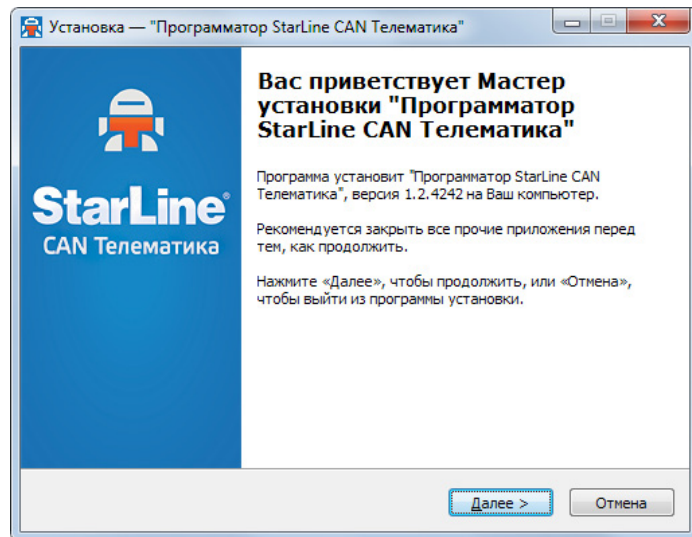 Установка — "Программатор StarLine CAN Телематика"
StarLine®
CAN Телематика
Вас приветствует Мастер
установки "Программатор
StarLine CAN Телематика"
Программа установит "Программатор StarLine CAN
Телематика", версия 1.2.4242 на Ваш компьютер.
Рекомендуется закрыть все прочие приложения перед
тем, как продолжить.
Нажмите «Далее», чтобы продолжить, или «Отмена»,
чтобы выйти из программы установки.
Далее >
Отмена